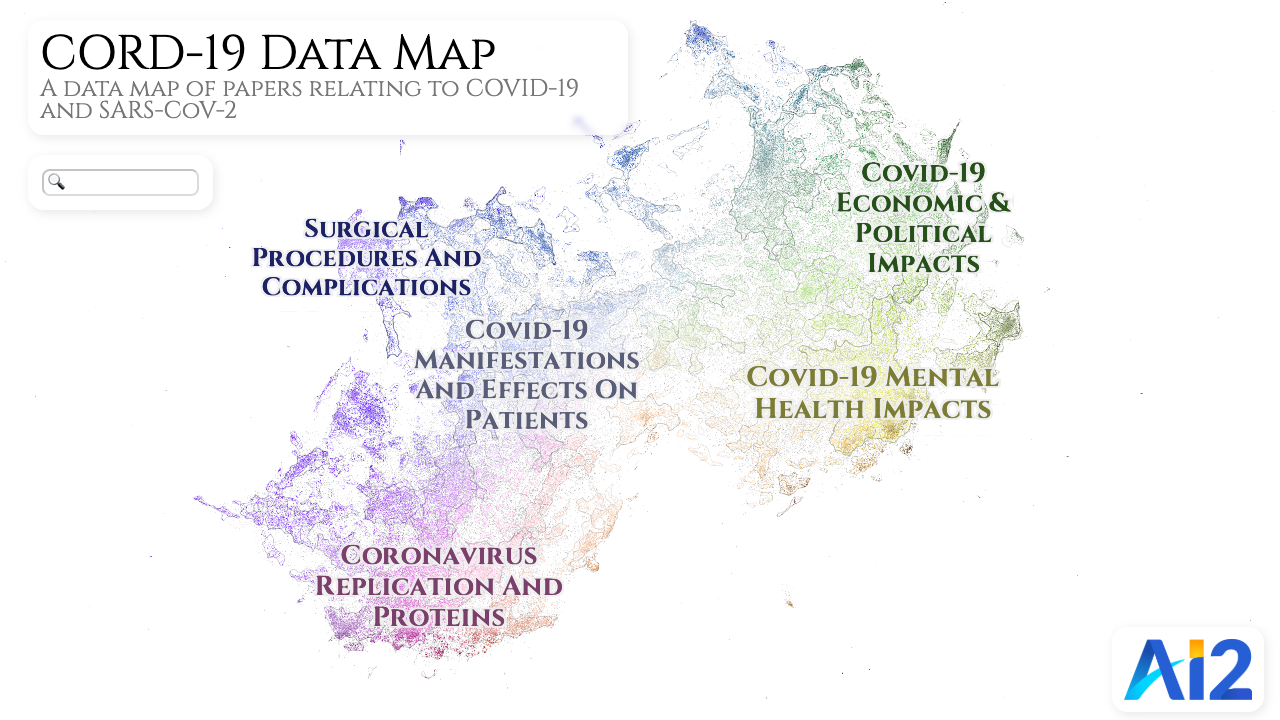 CORD-19 Data Map
A data map of papers relating to COVID-19
and SARS-CoV-2
Surgical
Procedures And
Complications
Covid-19
Economic &
Political
Impacts
Covid-19
Manifestations
And Effects On
Patients
Covid-19 Mental
Health Impacts
Coronavirus
Replication And
Proteins
Ai2